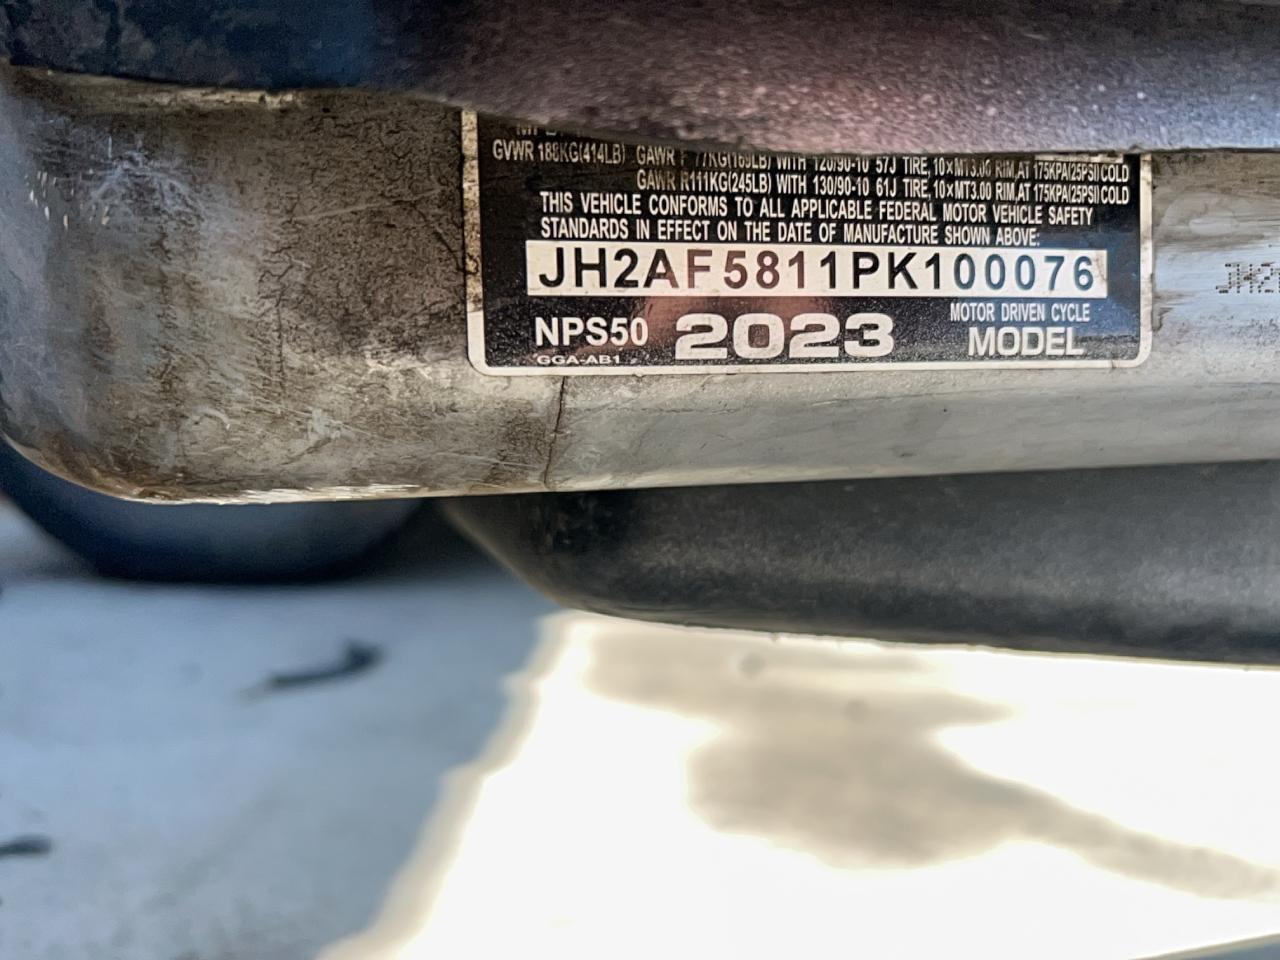 GVWR 188KG(414LB) GAWR F 77KG(169LB) WITH 120/90-10 57J TIRE, 10×MT3.00 RIM, AT 175KPA(25PSI) COLD
GAWR R111KG(245LB) WITH 130/90-10 61J TIRE, 10×MT3.00 RIM, AT 175KPA(25PSI) COLD
THIS VEHICLE CONFORMS TO ALL APPLICABLE FEDERAL MOTOR VEHICLE SAFETY
STANDARDS IN EFFECT ON THE DATE OF MANUFACTURE SHOWN ABOVE:
JH2AF5811PK100076
NPS50 2023 MOTOR DRIVEN CYCLE
MODEL
GGA-AB1
JH2